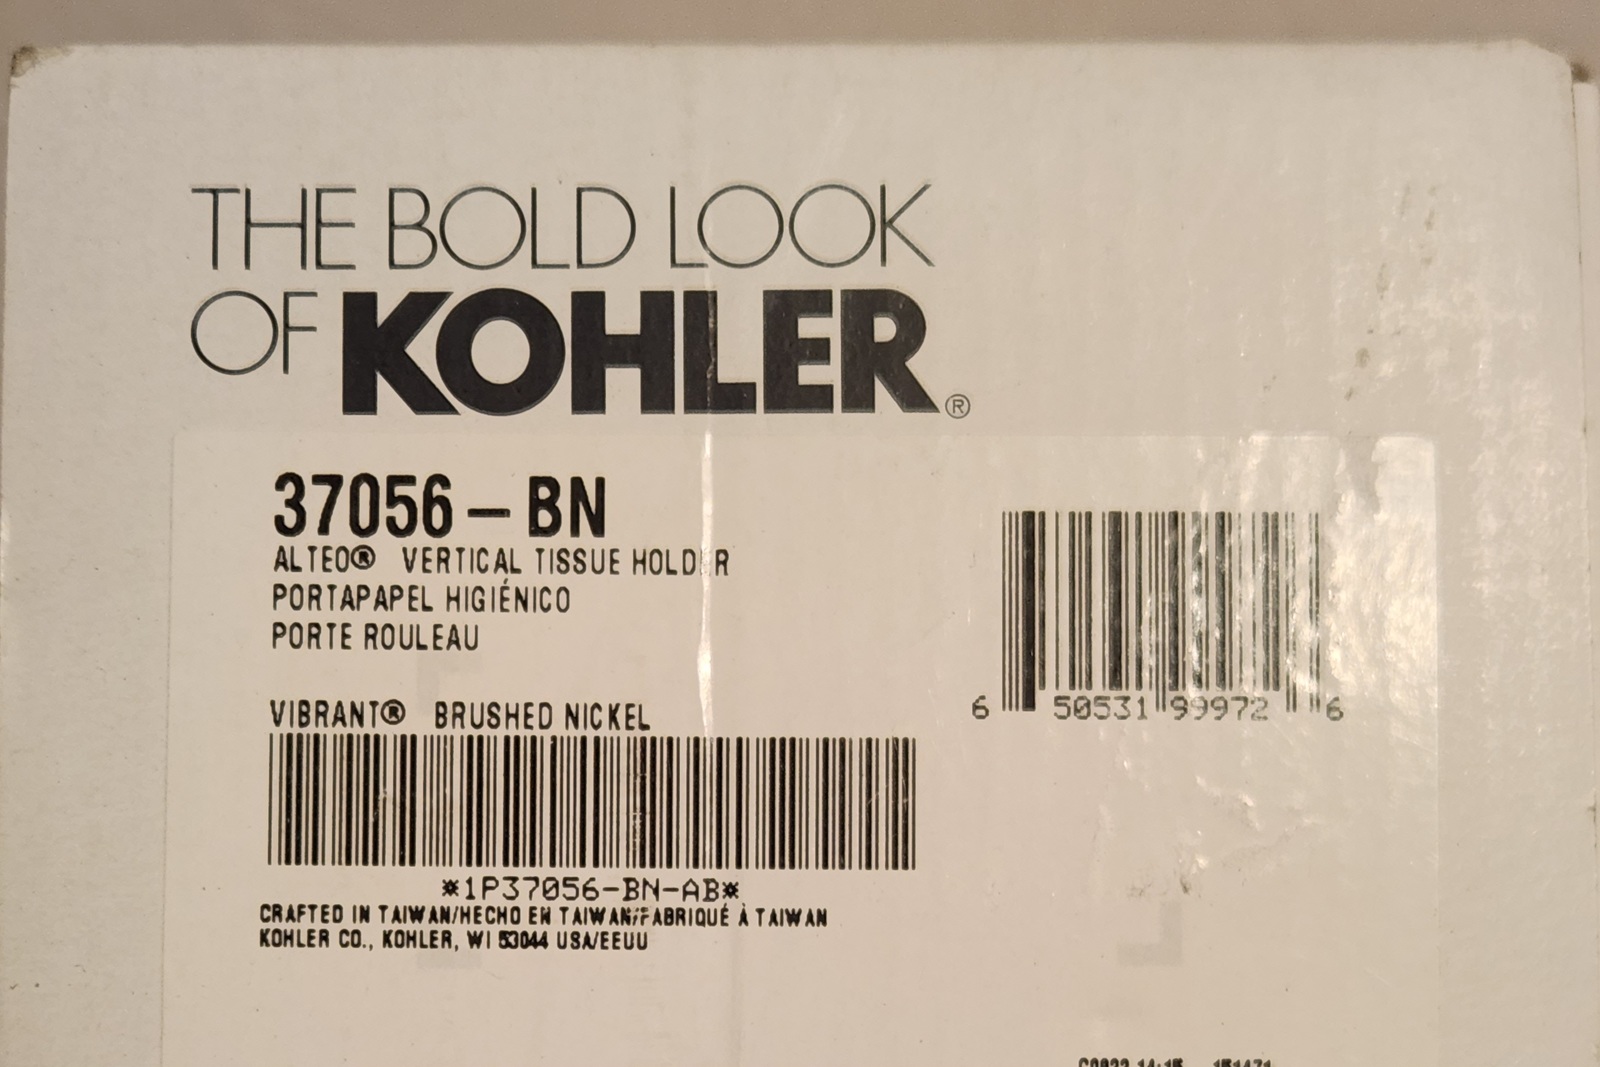 THE BOLD LOOK
OF KOHLER®
37056-BN
ALTEO® VERTICAL TISSUE HOLDER
PORTAPAPEL HIGIÉNICO
PORTE ROULEAU
6 50531 99972 6
VIBRANT® BRUSHED NICKEL
*1P37056-BN-AB*
CRAFTED IN TAIWAN/HECHO EN TAIWAN/FABRIQUÉ À TAIWAN
KOHLER CO., KOHLER, WI 53044 USA/EEUU